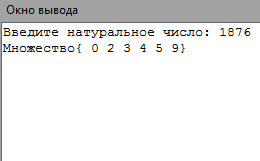 Окно вывода
Введите натуральное число: 1876
Множество{ 0 2 3 4 5 9}